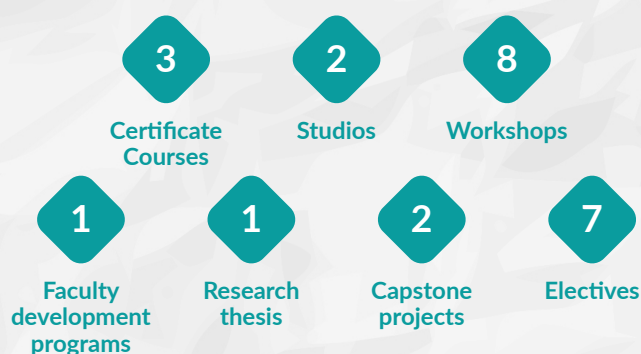 3
2
8
Certificate
Courses
Studios
Workshops
1
1
2
7
Faculty
development
programs
Research
thesis
Capstone
projects
Electives